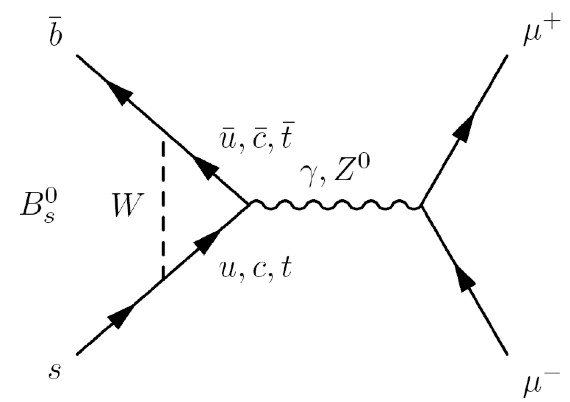 b̄ μ⁺
ū, c̄, t̄
γ, Z⁰
B⁰ₛ W
u, c, t
s μ⁻